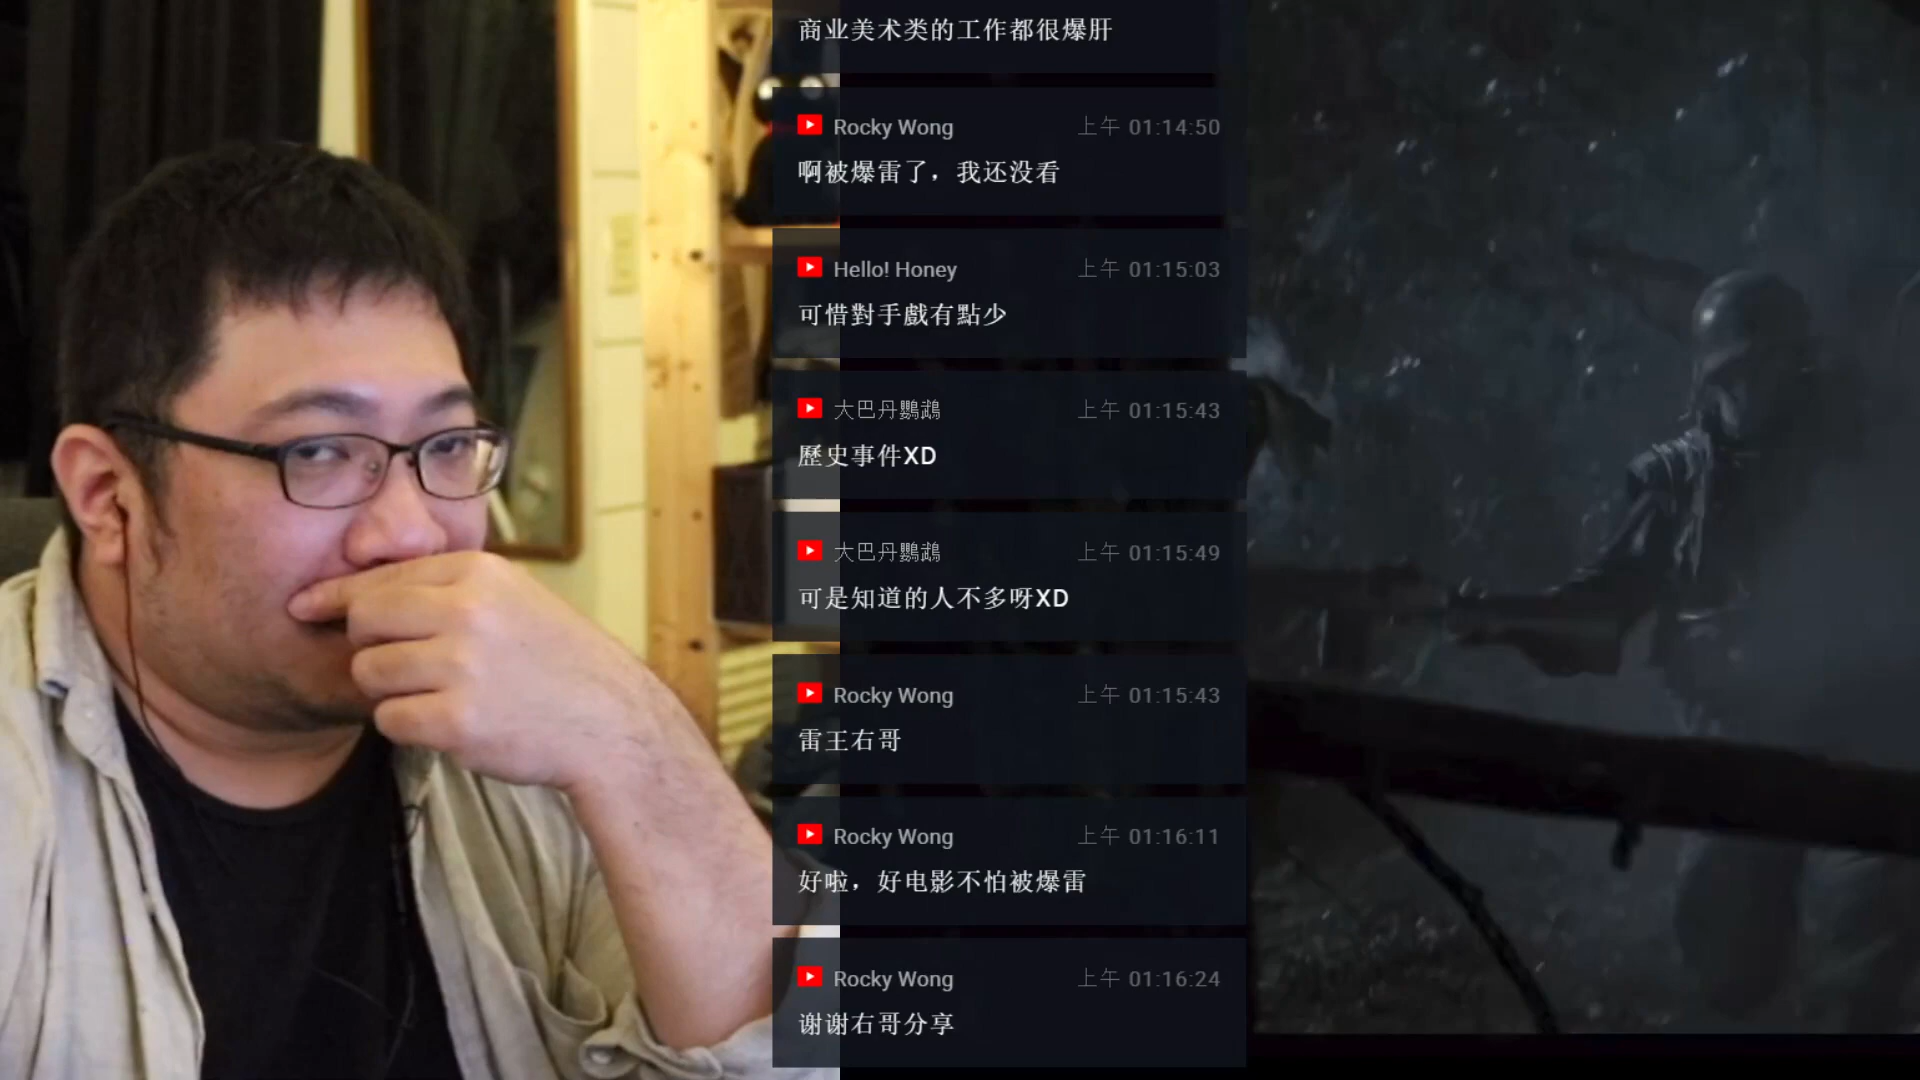 商业美术类的工作都很爆肝
Rocky Wong 上午 01:14:50
啊被爆雷了，我还没看
Hello! Honey 上午 01:15:03
可惜對手戲有點少
大巴丹鸚鵡 上午 01:15:43
歷史事件XD
大巴丹鸚鵡 上午 01:15:49
可是知道的人不多呀XD
Rocky Wong 上午 01:15:43
雷王右哥
Rocky Wong 上午 01:16:11
好啦，好电影不怕被爆雷
Rocky Wong 上午 01:16:24
谢谢右哥分享